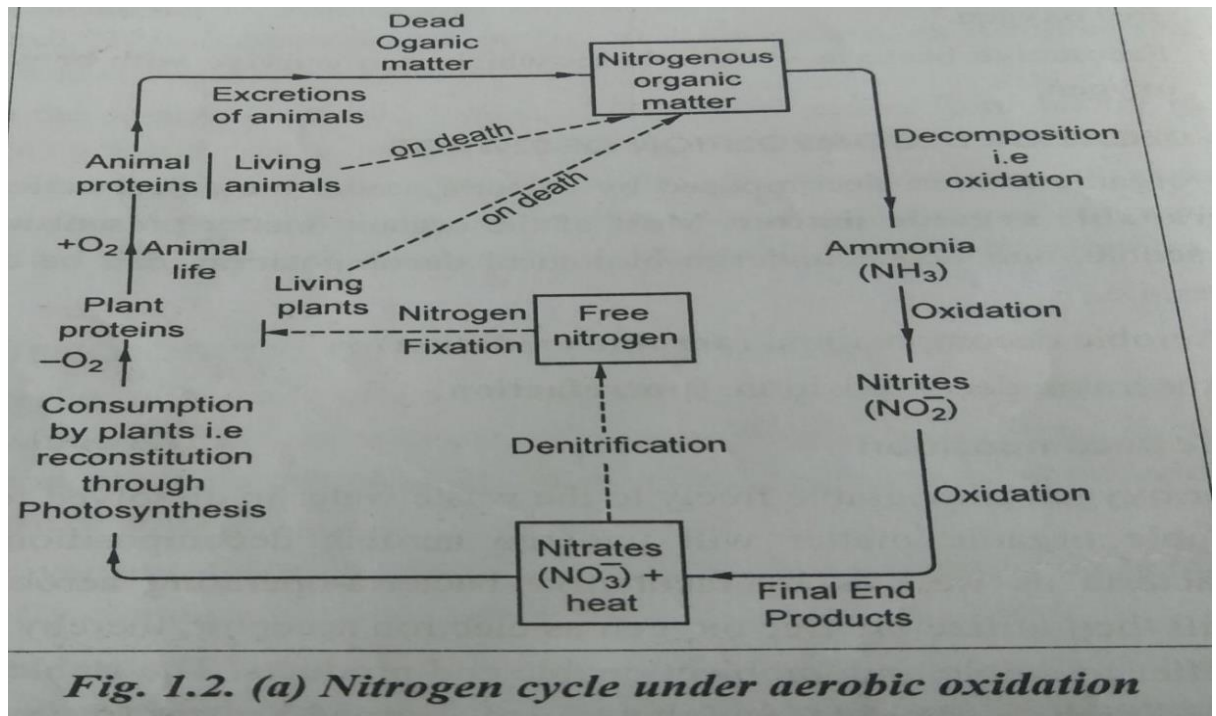 Dead
Oganic
matter
Nitrogenous
organic
matter
Excretions
of animals
Decomposition
i.e
oxidation
Animal
proteins
Living
animals
on death
on death
+O₂
Animal
life
Ammonia
(NH₃)
Living
plants
Plant
proteins
Nitrogen
Fixation
Free
nitrogen
Oxidation
–O₂
Nitrites
(NO₂⁻)
Consumption
by plants i.e
reconstitution
through
Photosynthesis
Denitrification
Oxidation
Nitrates
(NO₃⁻) +
heat
Final End
Products
Fig. 1.2. (a) Nitrogen cycle under aerobic oxidation